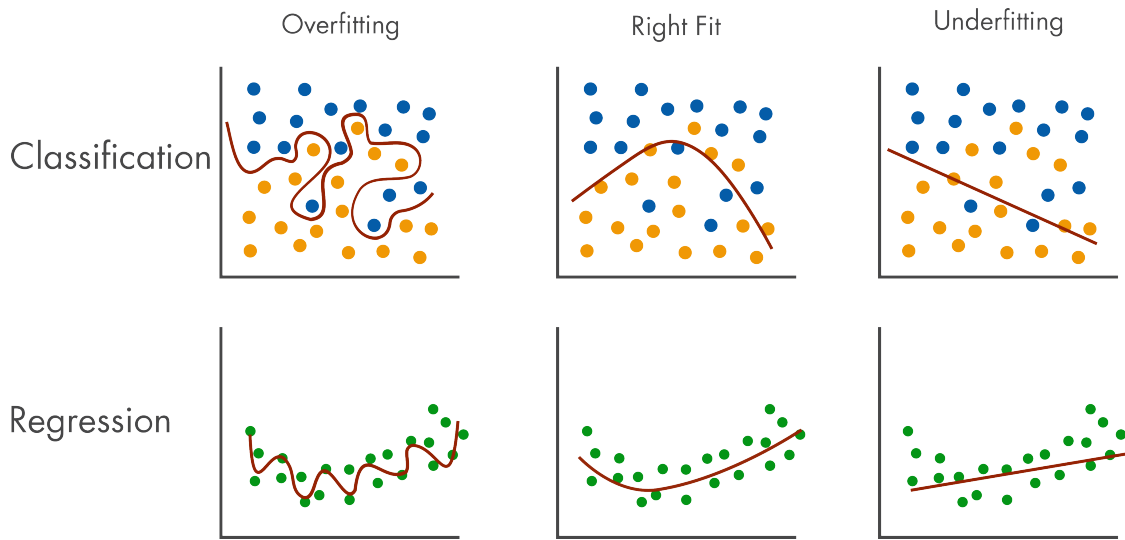 Overfitting
Right Fit
Underfitting
Classification
Regression